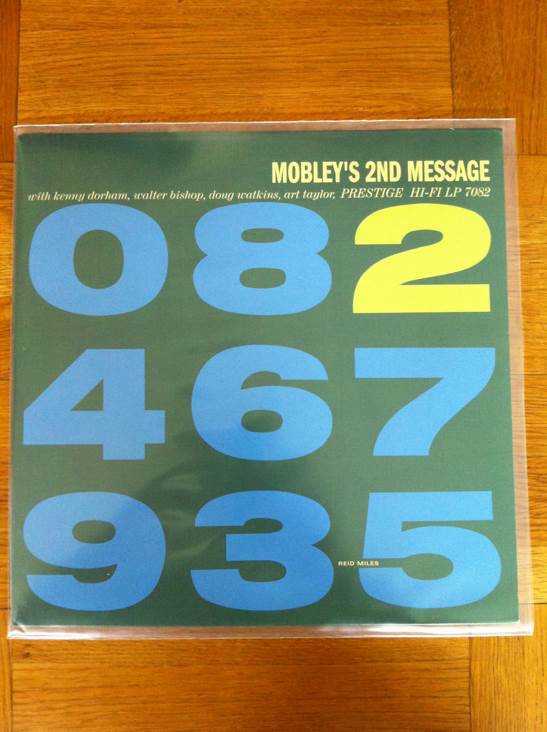 MOBLEY'S 2ND MESSAGE
with kenny dorham, walter bishop, doug watkins, art taylor, PRESTIGE HI-FI LP 7082
082
467
935
REID MILES